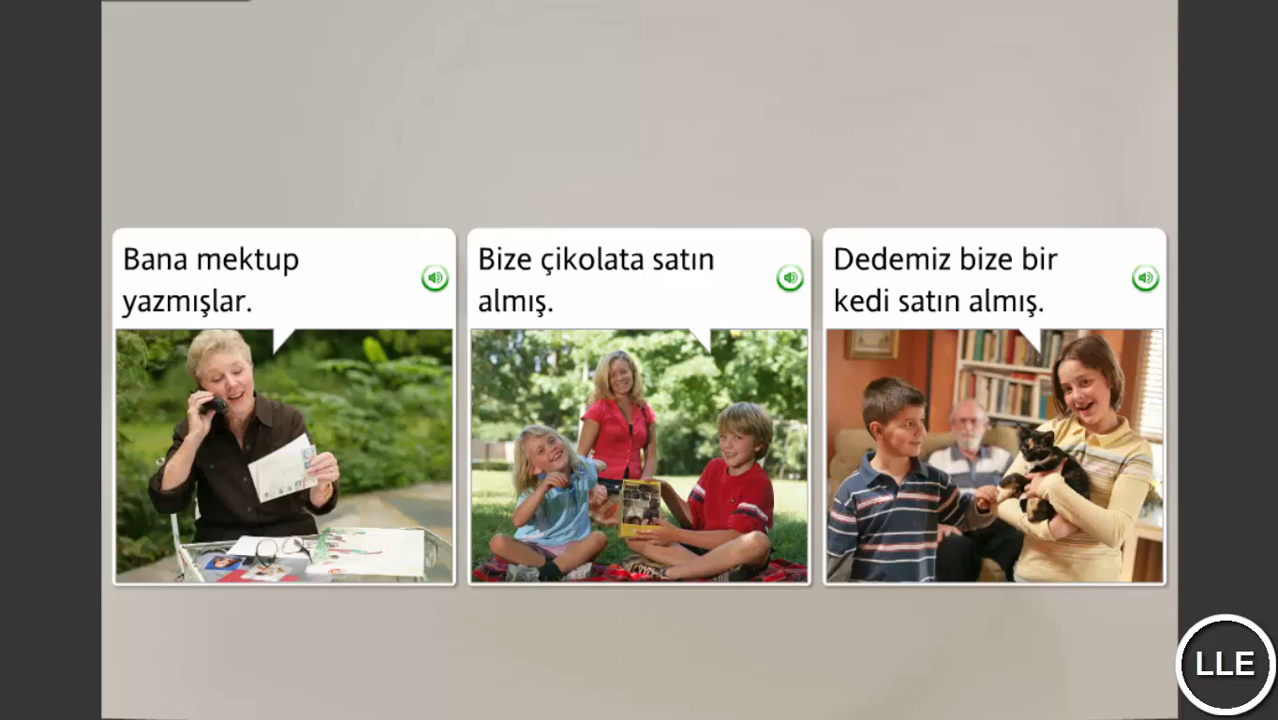 Bana mektup
yazmışlar.
Bize çikolata satın
almış.
Dedemiz bize bir
kedi satın almış.
LLE